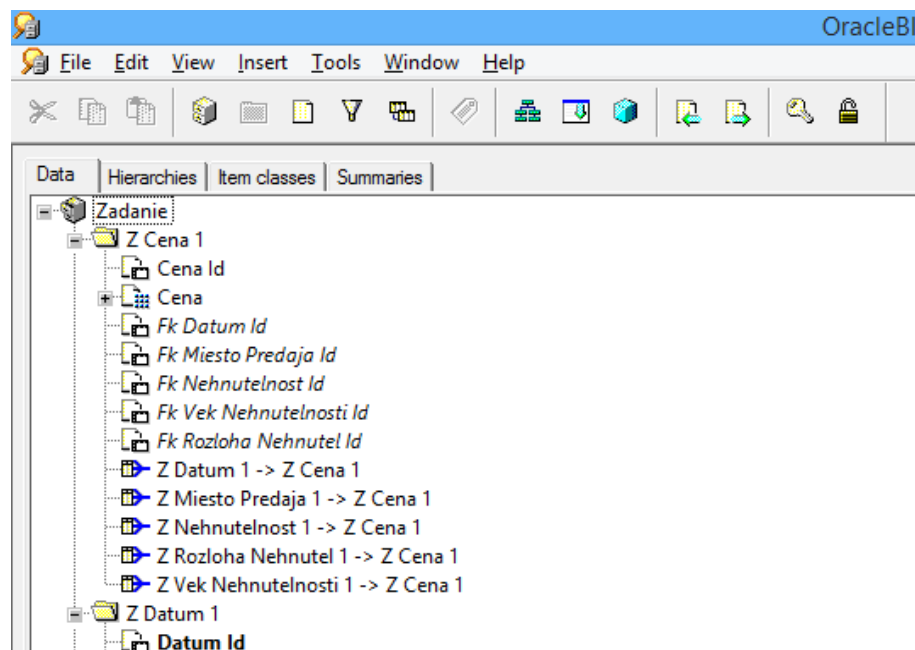 OracleBI
File Edit View Insert Tools Window Help
Data Hierarchies Item classes Summaries
Zadanie
Z Cena 1
Cena Id
Cena
Fk Datum Id
Fk Miesto Predaja Id
Fk Nehnutelnost Id
Fk Vek Nehnutelnosti Id
Fk Rozloha Nehnutel Id
Z Datum 1 -> Z Cena 1
Z Miesto Predaja 1 -> Z Cena 1
Z Nehnutelnost 1 -> Z Cena 1
Z Rozloha Nehnutel 1 -> Z Cena 1
Z Vek Nehnutelnosti 1 -> Z Cena 1
Z Datum 1
Datum Id